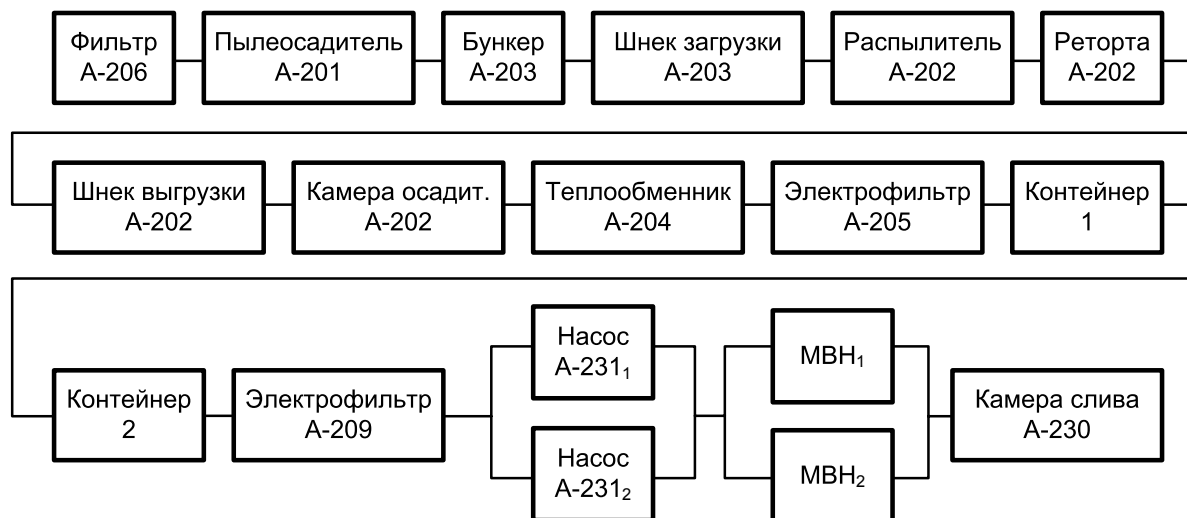 Фильтр
А-206
Пылеосадитель
А-201
Бункер
А-203
Шнек загрузки
А-203
Распылитель
А-202
Реторта
А-202
Шнек выгрузки
А-202
Камера осадит.
А-202
Теплообменник
А-204
Электрофильтр
А-205
Контейнер
1
Контейнер
2
Электрофильтр
А-209
Насос
А-231₁
Насос
А-231₂
МВН₁
МВН₂
Камера слива
А-230